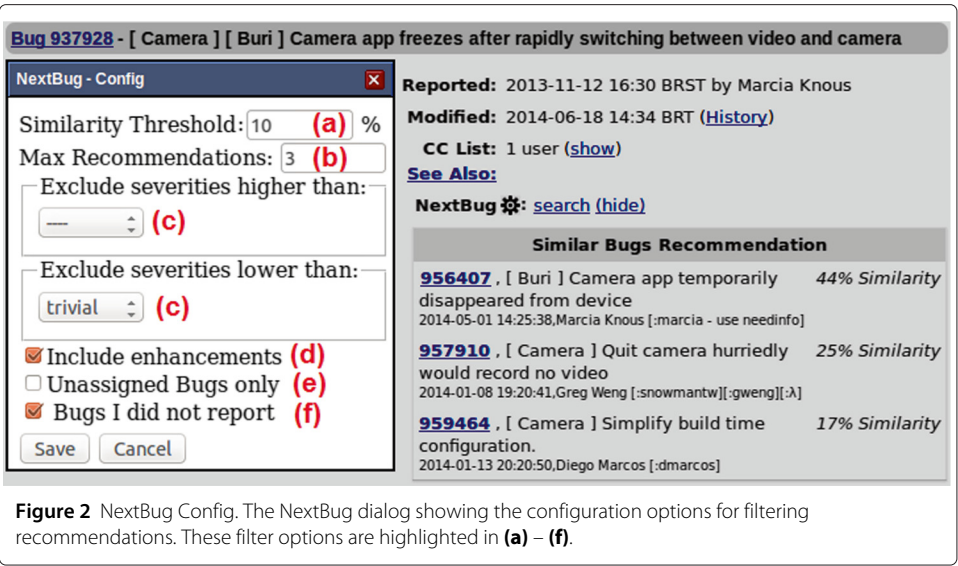 Bug 937928 - [ Camera ] [ Buri ] Camera app freezes after rapidly switching between video and camera
NextBug - Config
Similarity Threshold: 10 (a) %
Max Recommendations: 3 (b)
Exclude severities higher than:
---- (c)
Exclude severities lower than:
trivial (c)
Include enhancements (d)
Unassigned Bugs only (e)
Bugs I did not report (f)
Save Cancel
Reported: 2013-11-12 16:30 BRST by Marcia Knous
Modified: 2014-06-18 14:34 BRT (History)
CC List: 1 user (show)
See Also:
NextBug : search (hide)
Similar Bugs Recommendation
956407 , [ Buri ] Camera app temporarily 44% Similarity
disappeared from device
2014-05-01 14:25:38,Marcia Knous [:marcia - use needinfo]
957910 , [ Camera ] Quit camera hurriedly 25% Similarity
would record no video
2014-01-08 19:20:41,Greg Weng [:snowmantw][:gweng][:λ]
959464 , [ Camera ] Simplify build time 17% Similarity
configuration.
2014-01-13 20:20:50,Diego Marcos [:dmarcos]
Figure 2 NextBug Config. The NextBug dialog showing the configuration options for filtering
recommendations. These filter options are highlighted in (a) – (f).